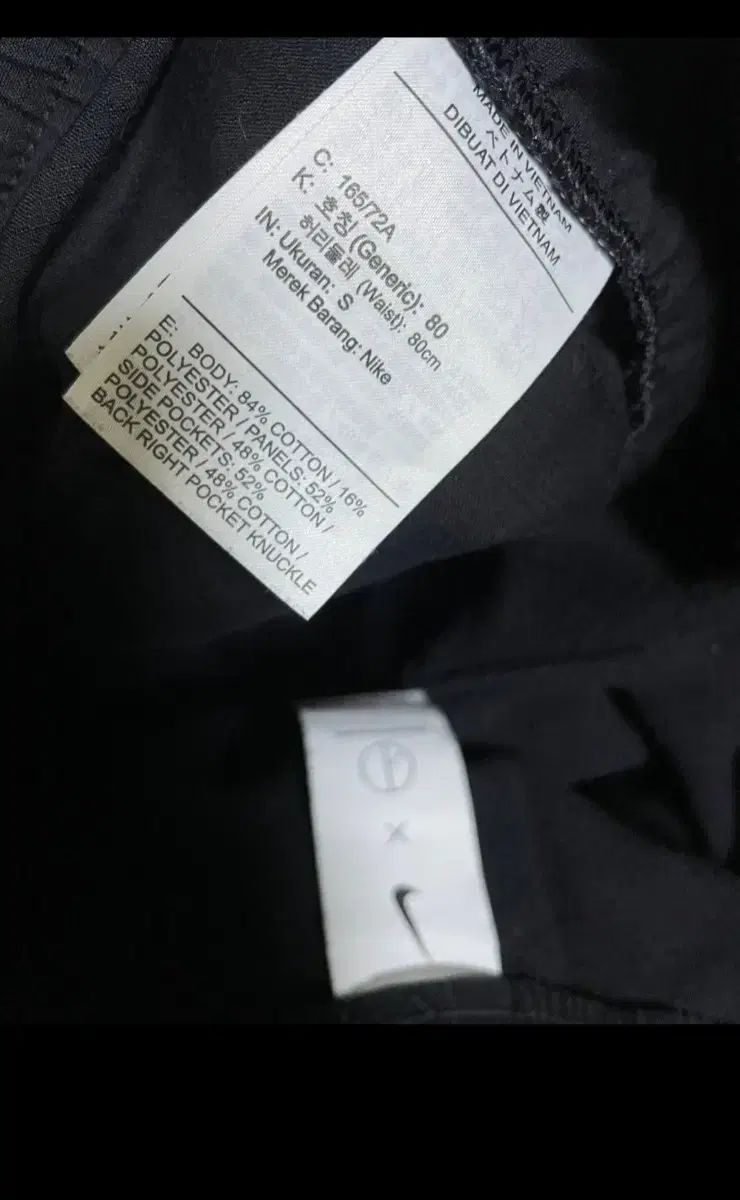 MADE IN VIETNAM
ベトナム製
DIBUAT DI VIETNAM
C: 165/72A
K: 호칭 (Generic): 80
허리둘레 (Waist): 80cm
IN: Ukuran: S
Merek Barang: Nike
E: BODY: 84% COTTON / 16%
POLYESTER / PANELS: 52%
POLYESTER / 48% COTTON /
SIDE POCKETS: 52%
POLYESTER / 48% COTTON /
BACK RIGHT POCKET KNUCKLE
×